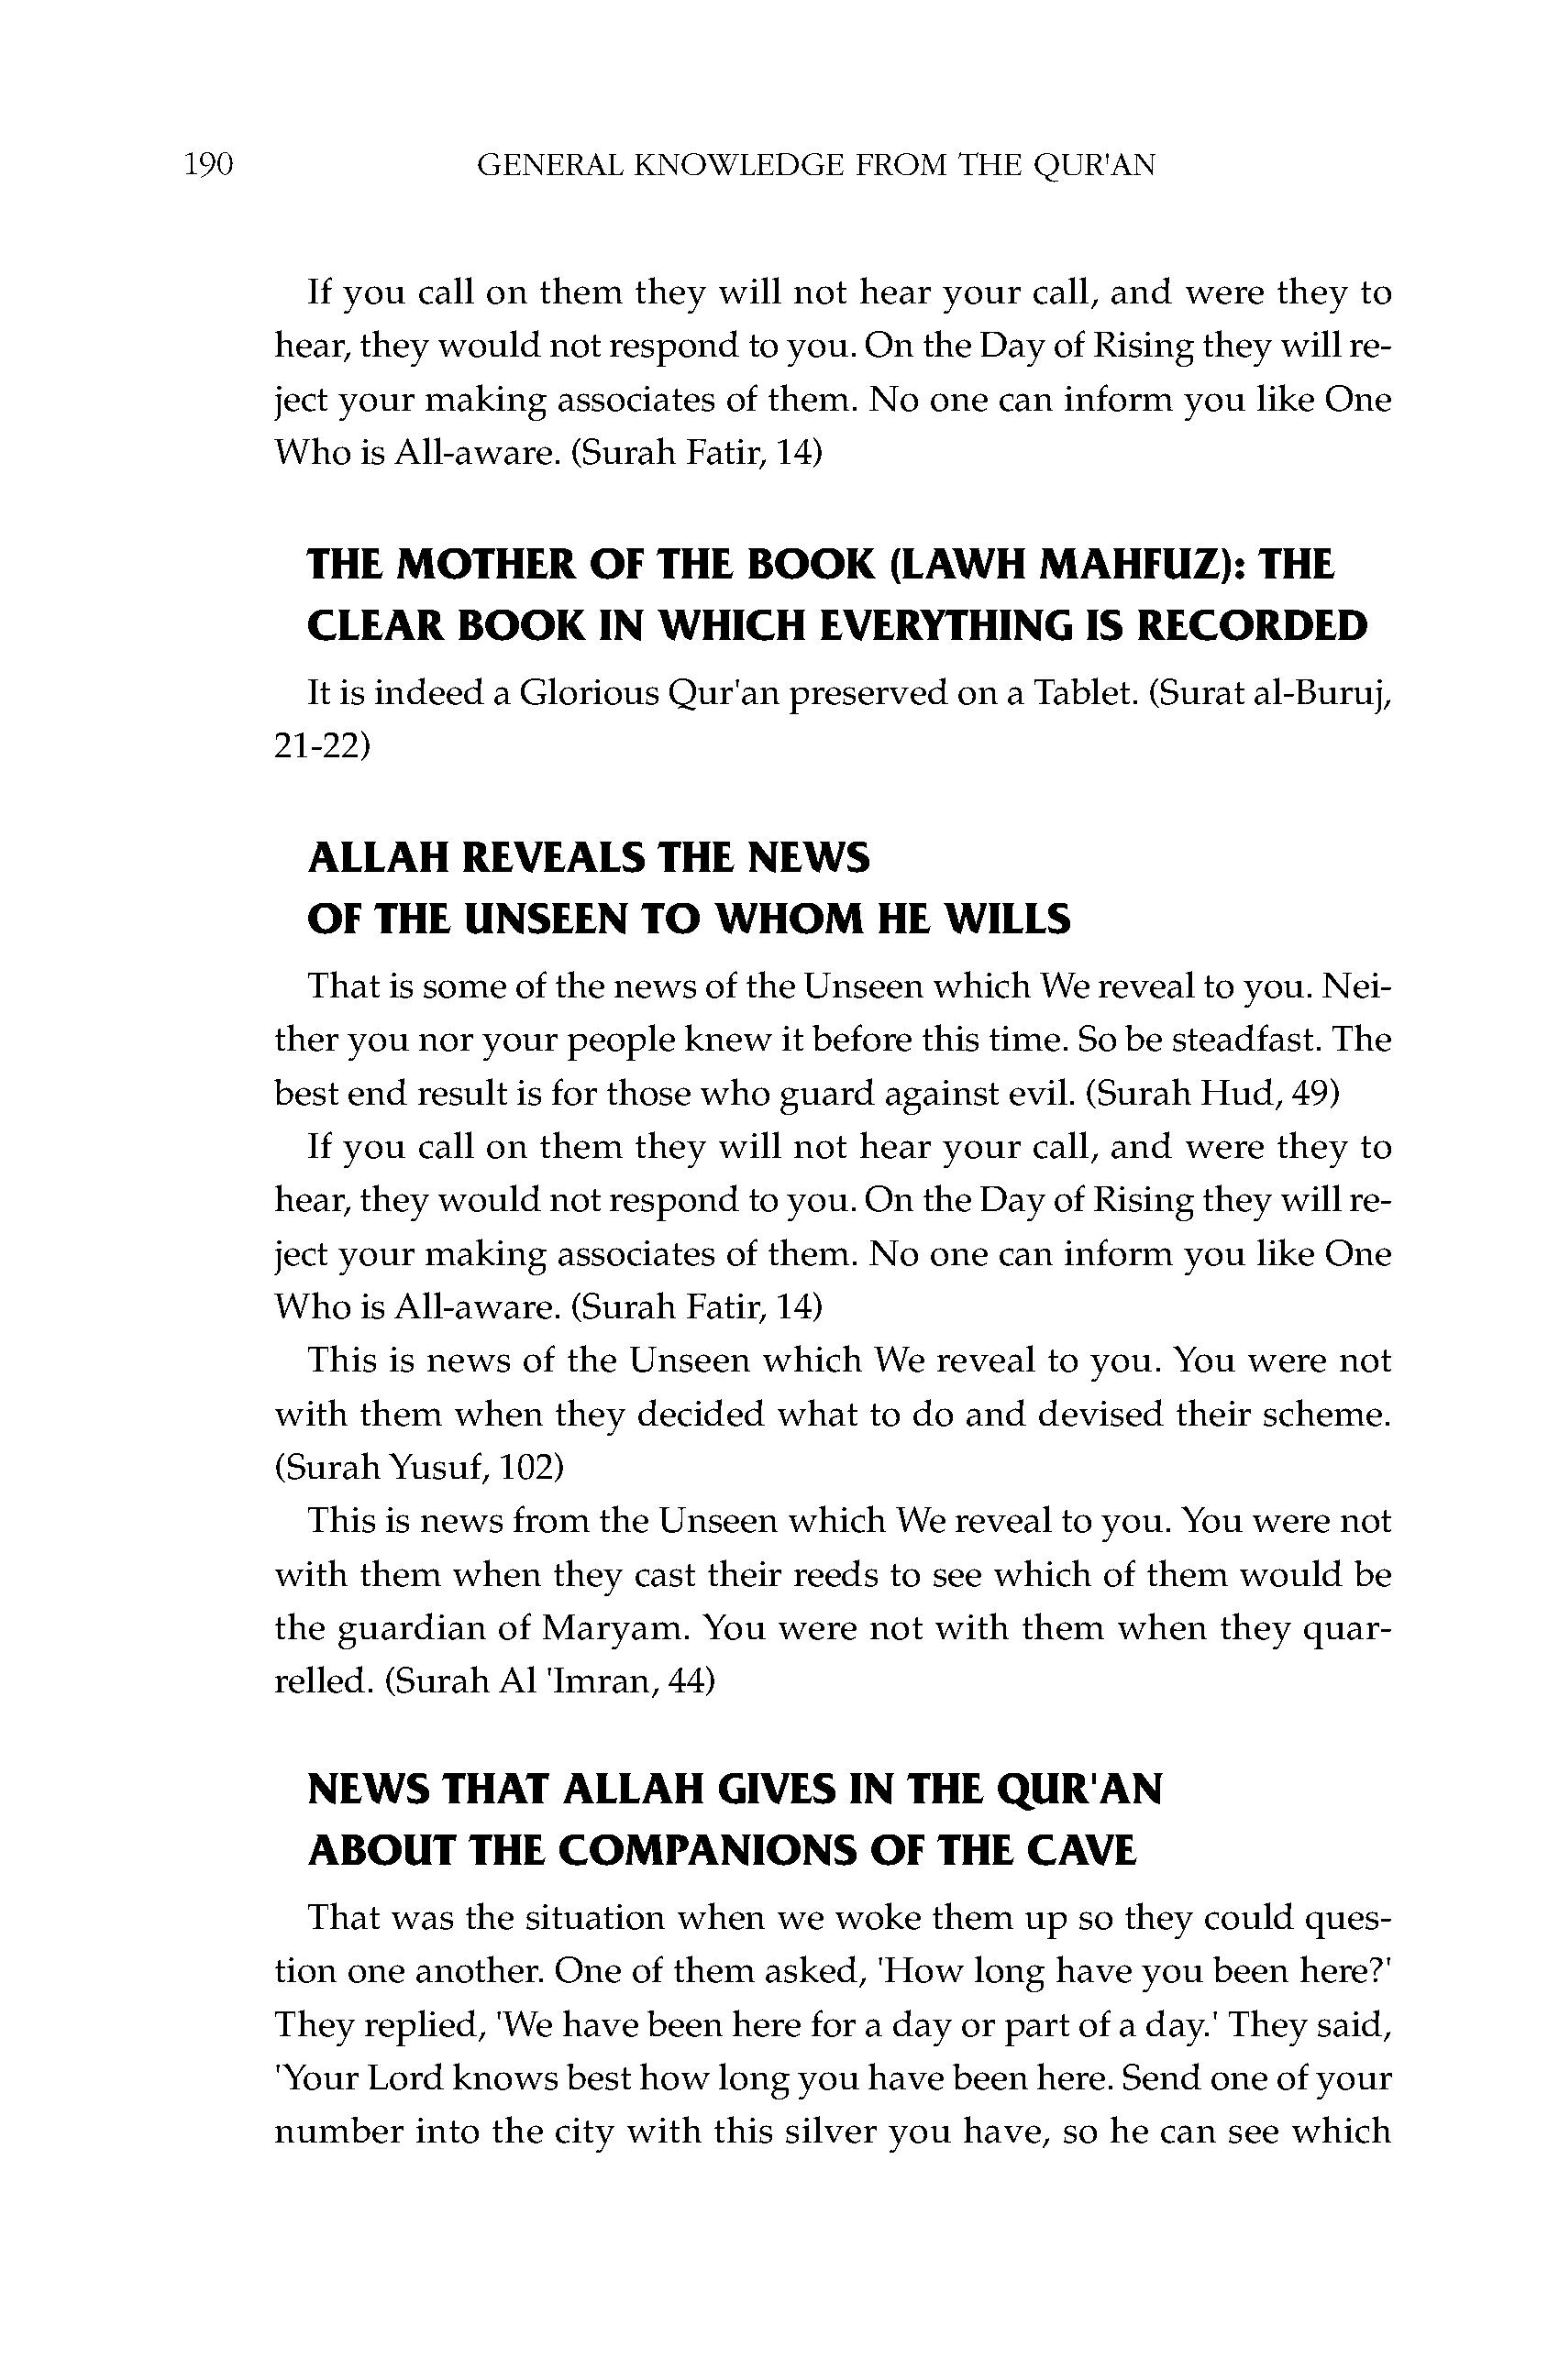 190 GENERAL KNOWLEDGE FROM THE QUR'AN
If you call on them they will not hear your call, and were they to
hear, they would not respond to you. On the Day of Rising they will re-
ject your making associates of them. No one can inform you like One
Who is All-aware. (Surah Fatir, 14)
THE MOTHER OF THE BOOK (LAWH MAHFUZ): THE
CLEAR BOOK IN WHICH EVERYTHING IS RECORDED
It is indeed a Glorious Qur'an preserved on a Tablet. (Surat al-Buruj,
21-22)
ALLAH REVEALS THE NEWS
OF THE UNSEEN TO WHOM HE WILLS
That is some of the news of the Unseen which We reveal to you. Nei-
ther you nor your people knew it before this time. So be steadfast. The
best end result is for those who guard against evil. (Surah Hud, 49)
If you call on them they will not hear your call, and were they to
hear, they would not respond to you. On the Day of Rising they will re-
ject your making associates of them. No one can inform you like One
Who is All-aware. (Surah Fatir, 14)
This is news of the Unseen which We reveal to you. You were not
with them when they decided what to do and devised their scheme.
(Surah Yusuf, 102)
This is news from the Unseen which We reveal to you. You were not
with them when they cast their reeds to see which of them would be
the guardian of Maryam. You were not with them when they quar-
relled. (Surah Al 'Imran, 44)
NEWS THAT ALLAH GIVES IN THE QUR'AN
ABOUT THE COMPANIONS OF THE CAVE
That was the situation when we woke them up so they could ques-
tion one another. One of them asked, 'How long have you been here?'
They replied, 'We have been here for a day or part of a day.' They said,
'Your Lord knows best how long you have been here. Send one of your
number into the city with this silver you have, so he can see which